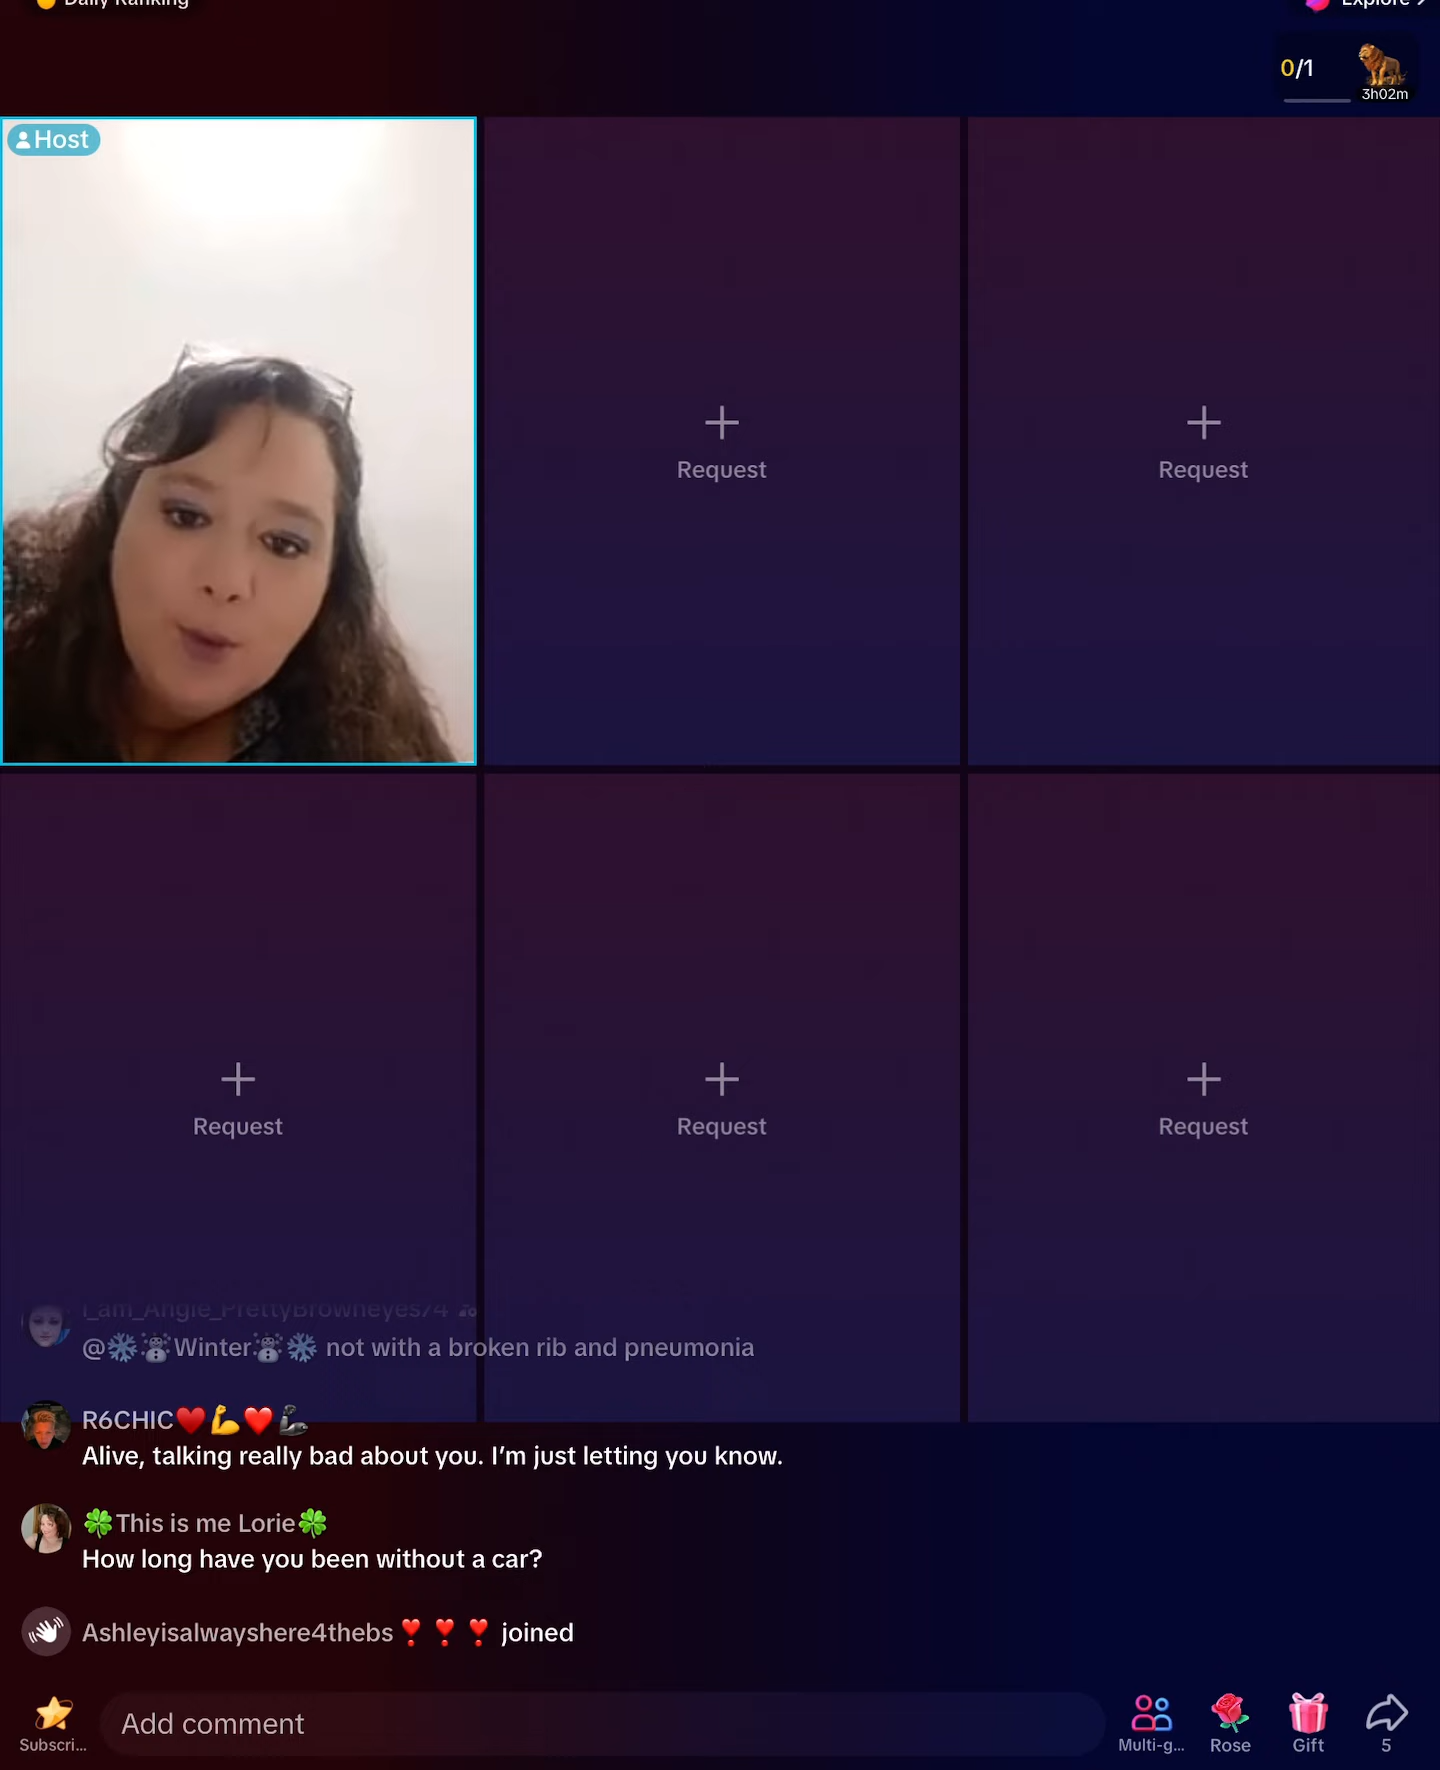 Daily Ranking
Explore >
0/1
3h02m
Host
+
Request
+
Request
+
Request
+
Request
+
Request
I_am_Angie_PrettyBrowneyes74
@❄️☃️Winter☃️❄️ not with a broken rib and pneumonia
R6CHIC❤️💪❤️🦾
Alive, talking really bad about you. I’m just letting you know.
🍀This is me Lorie🍀
How long have you been without a car?
Ashleyisalwayshere4thebs❣️❣️❣️ joined
Subscri...
Add comment
Multi-g...
Rose
Gift
5